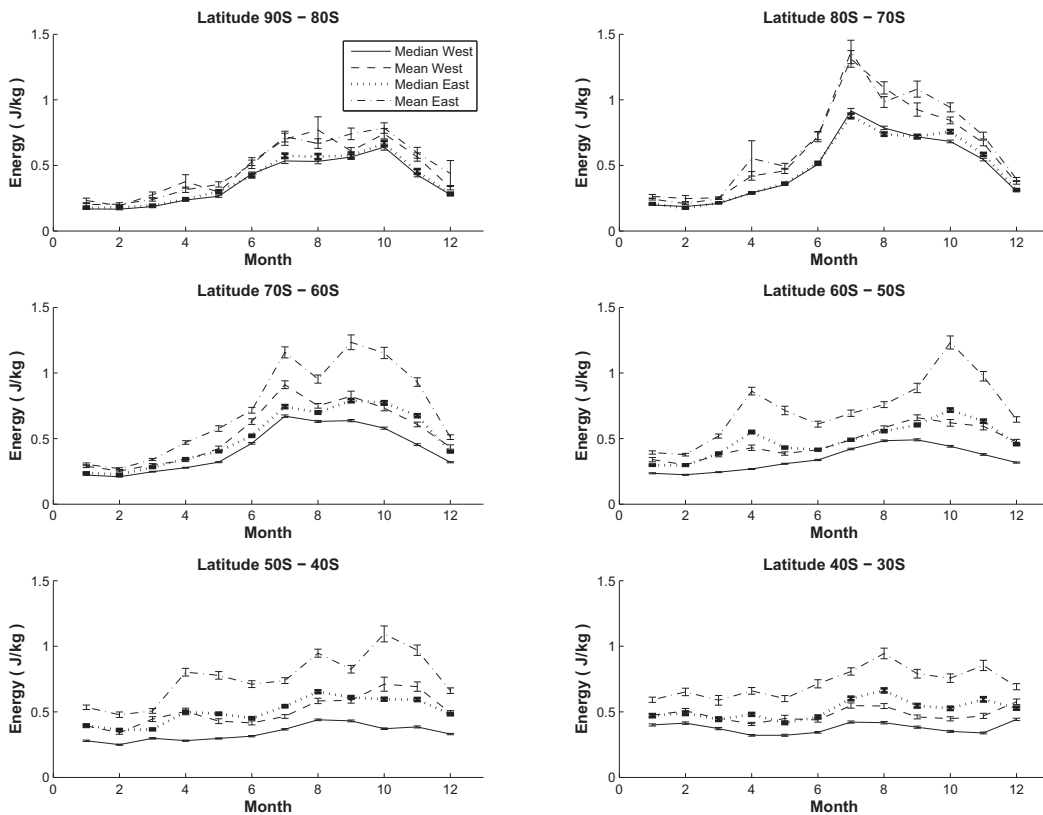 Latitude 90S – 80S
1.5
1
0.5
0
Energy ( J/kg )
0 2 4 6 8 10 12
Month
Median West
Mean West
Median East
Mean East
Latitude 80S – 70S
1.5
1
0.5
0
Energy ( J/kg )
0 2 4 6 8 10 12
Month
Latitude 70S – 60S
1.5
1
0.5
0
Energy ( J/kg )
0 2 4 6 8 10 12
Month
Latitude 60S – 50S
1.5
1
0.5
0
Energy ( J/kg )
0 2 4 6 8 10 12
Month
Latitude 50S – 40S
1.5
1
0.5
0
Energy ( J/kg )
0 2 4 6 8 10 12
Month
Latitude 40S – 30S
1.5
1
0.5
0
Energy ( J/kg )
0 2 4 6 8 10 12
Month